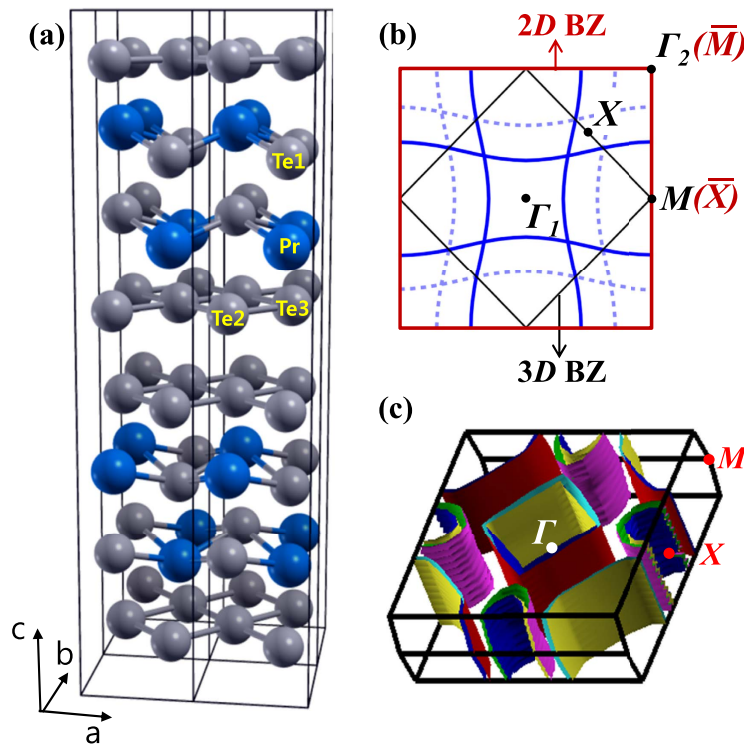 (a)
Te1
Pr
Te2
Te3
c
b
a
(b)
2D BZ
Γ₂(M̅)
X
M(X̅)
Γ₁
3D BZ
(c)
M
Γ
X